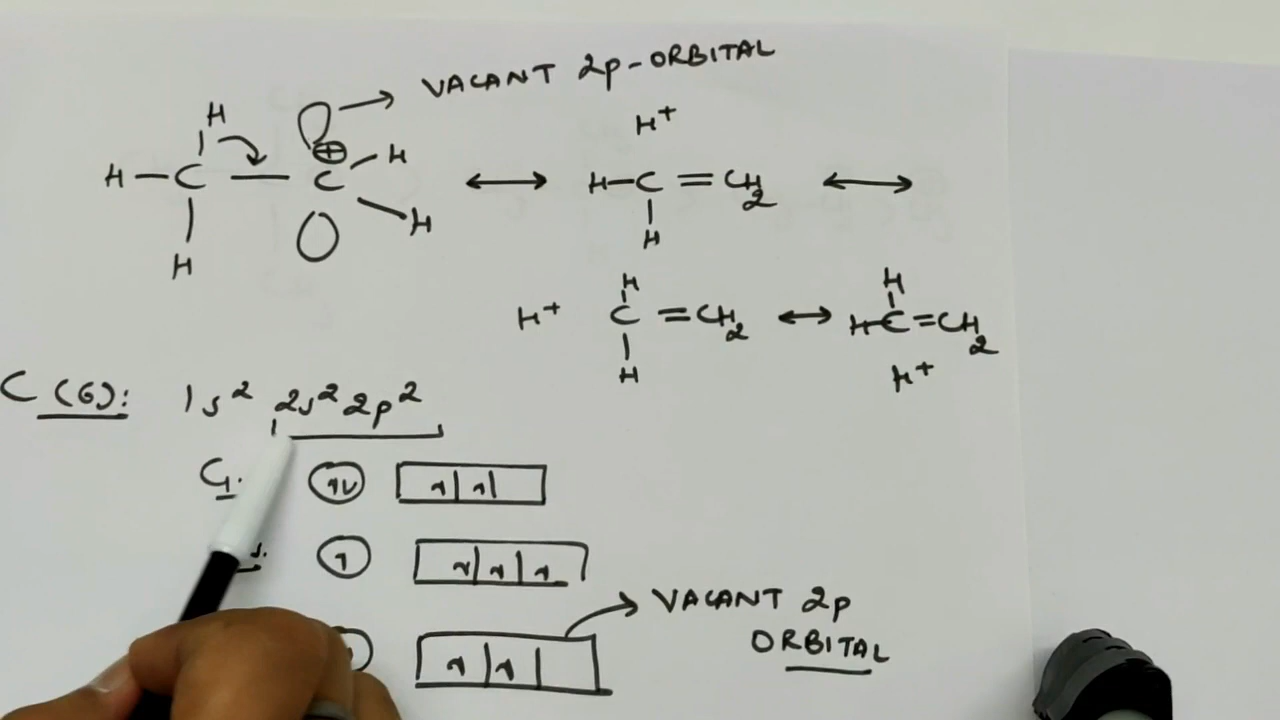 VACANT 2p-ORBITAL
H H+
H-C-C⊕ H ↔ H-C=CH2 ↔
H
H H
H H
H+ C=CH2 ↔ H-C=CH2
H H+
C (6): 1s² 2s² 2p²
G.
VACANT 2p
ORBITAL